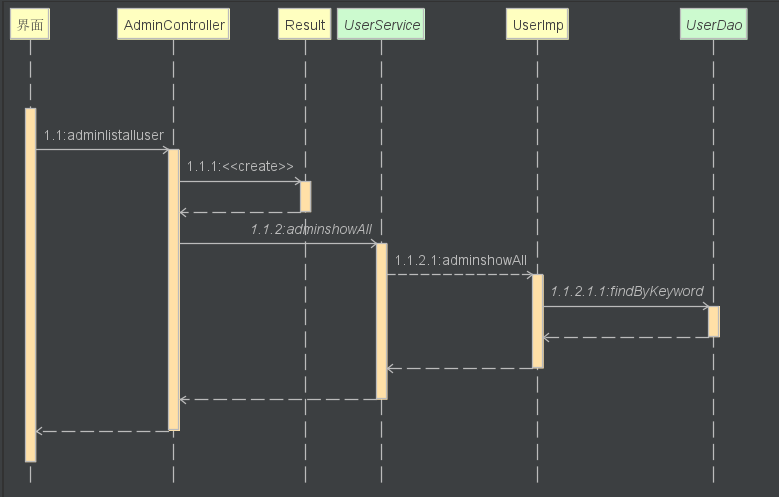 界面
AdminController
Result
UserService
UserImp
UserDao
1.1:adminlistalluser
1.1.1:<<create>>
1.1.2:adminshowAll
1.1.2.1:adminshowAll
1.1.2.1.1:findByKeyword